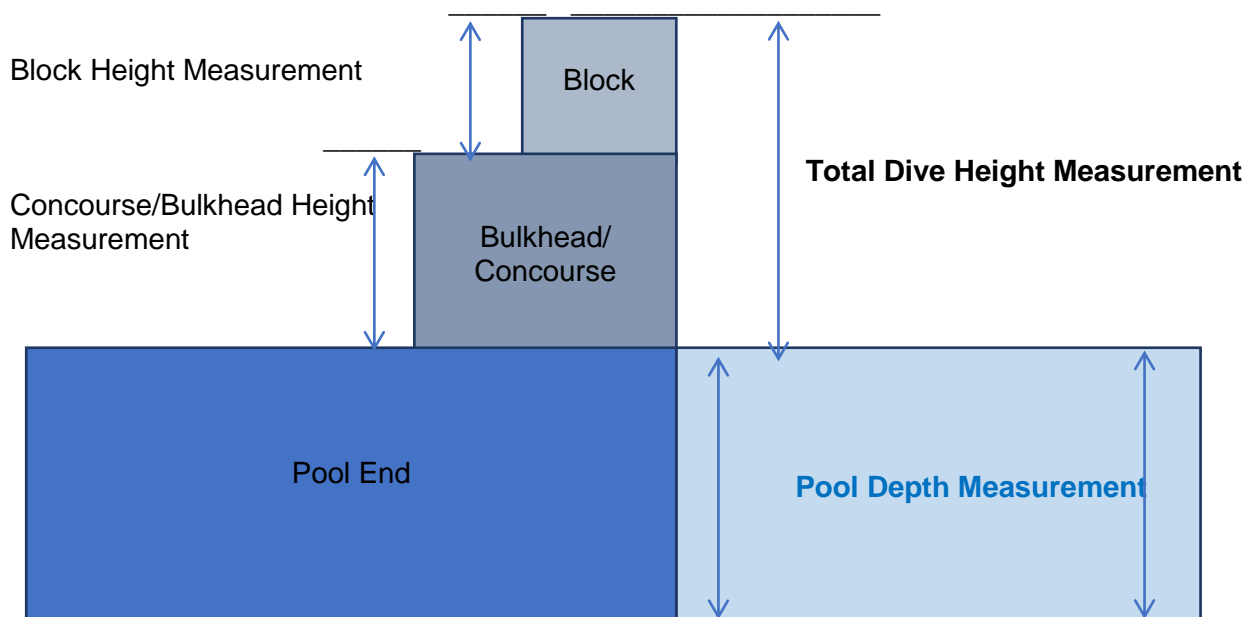 Block Height Measurement
Block
Total Dive Height Measurement
Concourse/Bulkhead Height
Measurement
Bulkhead/
Concourse
Pool End
Pool Depth Measurement